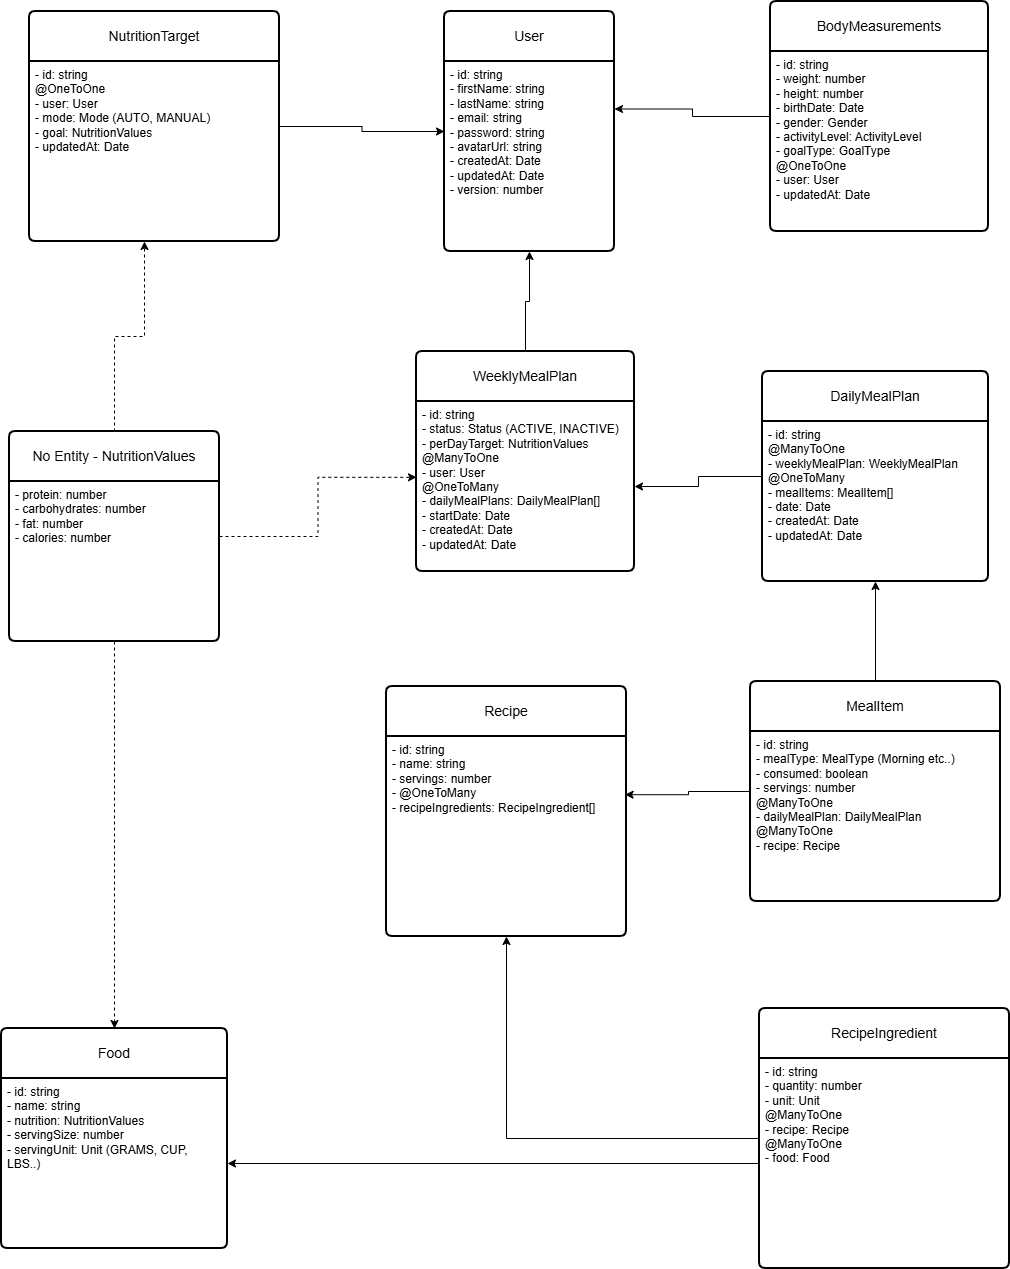 NutritionTarget
- id: string
@OneToOne
- user: User
- mode: Mode (AUTO, MANUAL)
- goal: NutritionValues
- updatedAt: Date
User
- id: string
- firstName: string
- lastName: string
- email: string
- password: string
- avatarUrl: string
- createdAt: Date
- updatedAt: Date
- version: number
BodyMeasurements
- id: string
- weight: number
- height: number
- birthDate: Date
- gender: Gender
- activityLevel: ActivityLevel
- goalType: GoalType
@OneToOne
- user: User
- updatedAt: Date
No Entity - NutritionValues
- protein: number
- carbohydrates: number
- fat: number
- calories: number
WeeklyMealPlan
- id: string
- status: Status (ACTIVE, INACTIVE)
- perDayTarget: NutritionValues
@ManyToOne
- user: User
@OneToMany
- dailyMealPlans: DailyMealPlan[]
- startDate: Date
- createdAt: Date
- updatedAt: Date
DailyMealPlan
- id: string
@ManyToOne
- weeklyMealPlan: WeeklyMealPlan
@OneToMany
- mealItems: MealItem[]
- date: Date
- createdAt: Date
- updatedAt: Date
Recipe
- id: string
- name: string
- servings: number
- @OneToMany
- recipeIngredients: RecipeIngredient[]
MealItem
- id: string
- mealType: MealType (Morning etc..)
- consumed: boolean
- servings: number
@ManyToOne
- dailyMealPlan: DailyMealPlan
@ManyToOne
- recipe: Recipe
Food
- id: string
- name: string
- nutrition: NutritionValues
- servingSize: number
- servingUnit: Unit (GRAMS, CUP,
LBS..)
RecipeIngredient
- id: string
- quantity: number
- unit: Unit
@ManyToOne
- recipe: Recipe
@ManyToOne
- food: Food